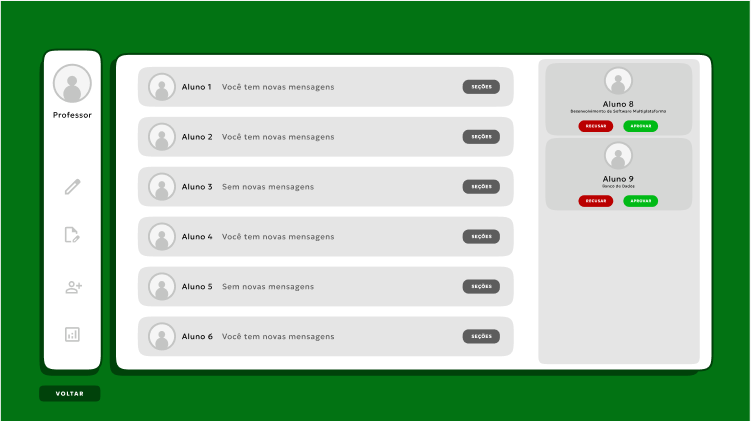 Professor
VOLTAR
Aluno 1 Você tem novas mensagens SEÇÕES
Aluno 2 Você tem novas mensagens SEÇÕES
Aluno 3 Sem novas mensagens SEÇÕES
Aluno 4 Você tem novas mensagens SEÇÕES
Aluno 5 Sem novas mensagens SEÇÕES
Aluno 6 Você tem novas mensagens SEÇÕES
Aluno 8
Desenvolvimento de Software Multiplataforma
RECUSAR APROVAR
Aluno 9
Banco de Dados
RECUSAR APROVAR